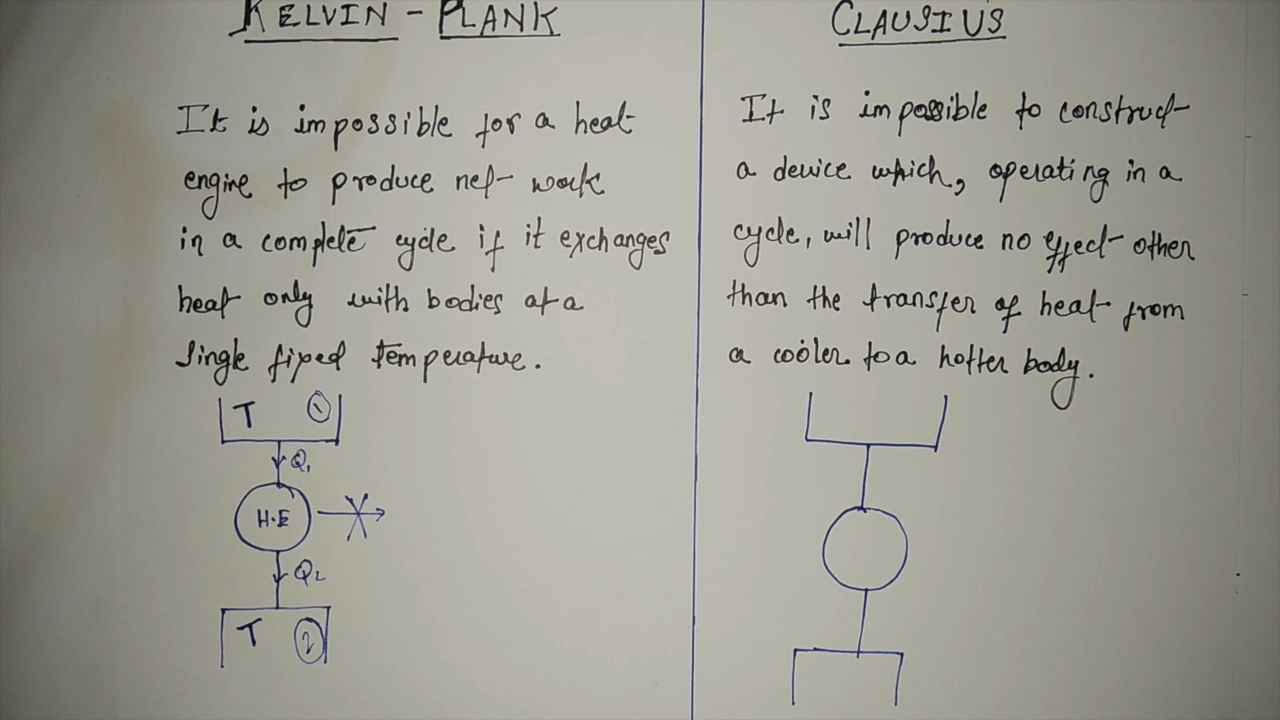 KELVIN - PLANK
It is impossible for a heat
engine to produce net work
in a complete cycle if it exchanges
heat only with bodies at a
single fixed temperature.
T 1
Q1
H.E
Q2
T 2
CLAUSIUS
It is impossible to construct
a device which, operating in a
cycle, will produce no effect other
than the transfer of heat from
a cooler to a hotter body.